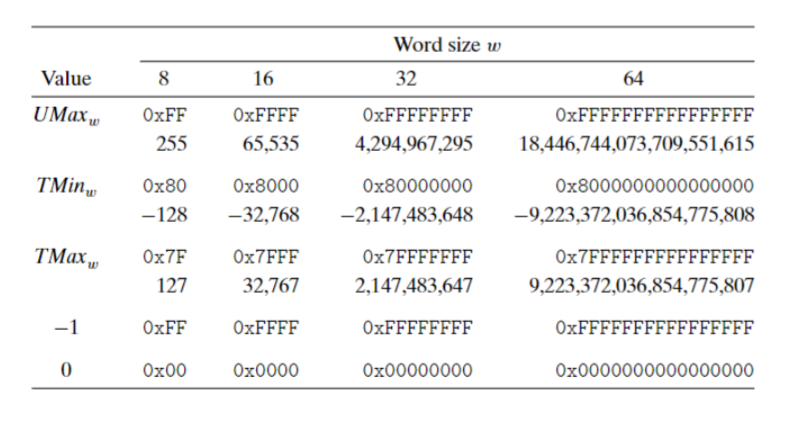 Word size w
Value 8 16 32 64
UMax_w 0xFF 0xFFFF 0xFFFFFFFF 0xFFFFFFFFFFFFFFFF
255 65,535 4,294,967,295 18,446,744,073,709,551,615
TMin_w 0x80 0x8000 0x80000000 0x8000000000000000
−128 −32,768 −2,147,483,648 −9,223,372,036,854,775,808
TMax_w 0x7F 0x7FFF 0x7FFFFFFF 0x7FFFFFFFFFFFFFFF
127 32,767 2,147,483,647 9,223,372,036,854,775,807
−1 0xFF 0xFFFF 0xFFFFFFFF 0xFFFFFFFFFFFFFFFF
0 0x00 0x0000 0x00000000 0x0000000000000000